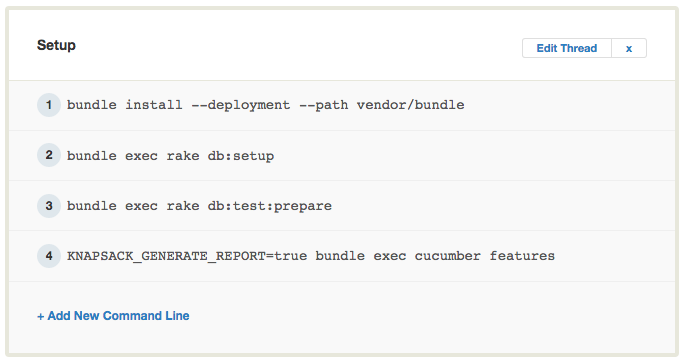 Setup
Edit Thread x
1 bundle install --deployment --path vendor/bundle
2 bundle exec rake db:setup
3 bundle exec rake db:test:prepare
4 KNAPSACK_GENERATE_REPORT=true bundle exec cucumber features
+ Add New Command Line